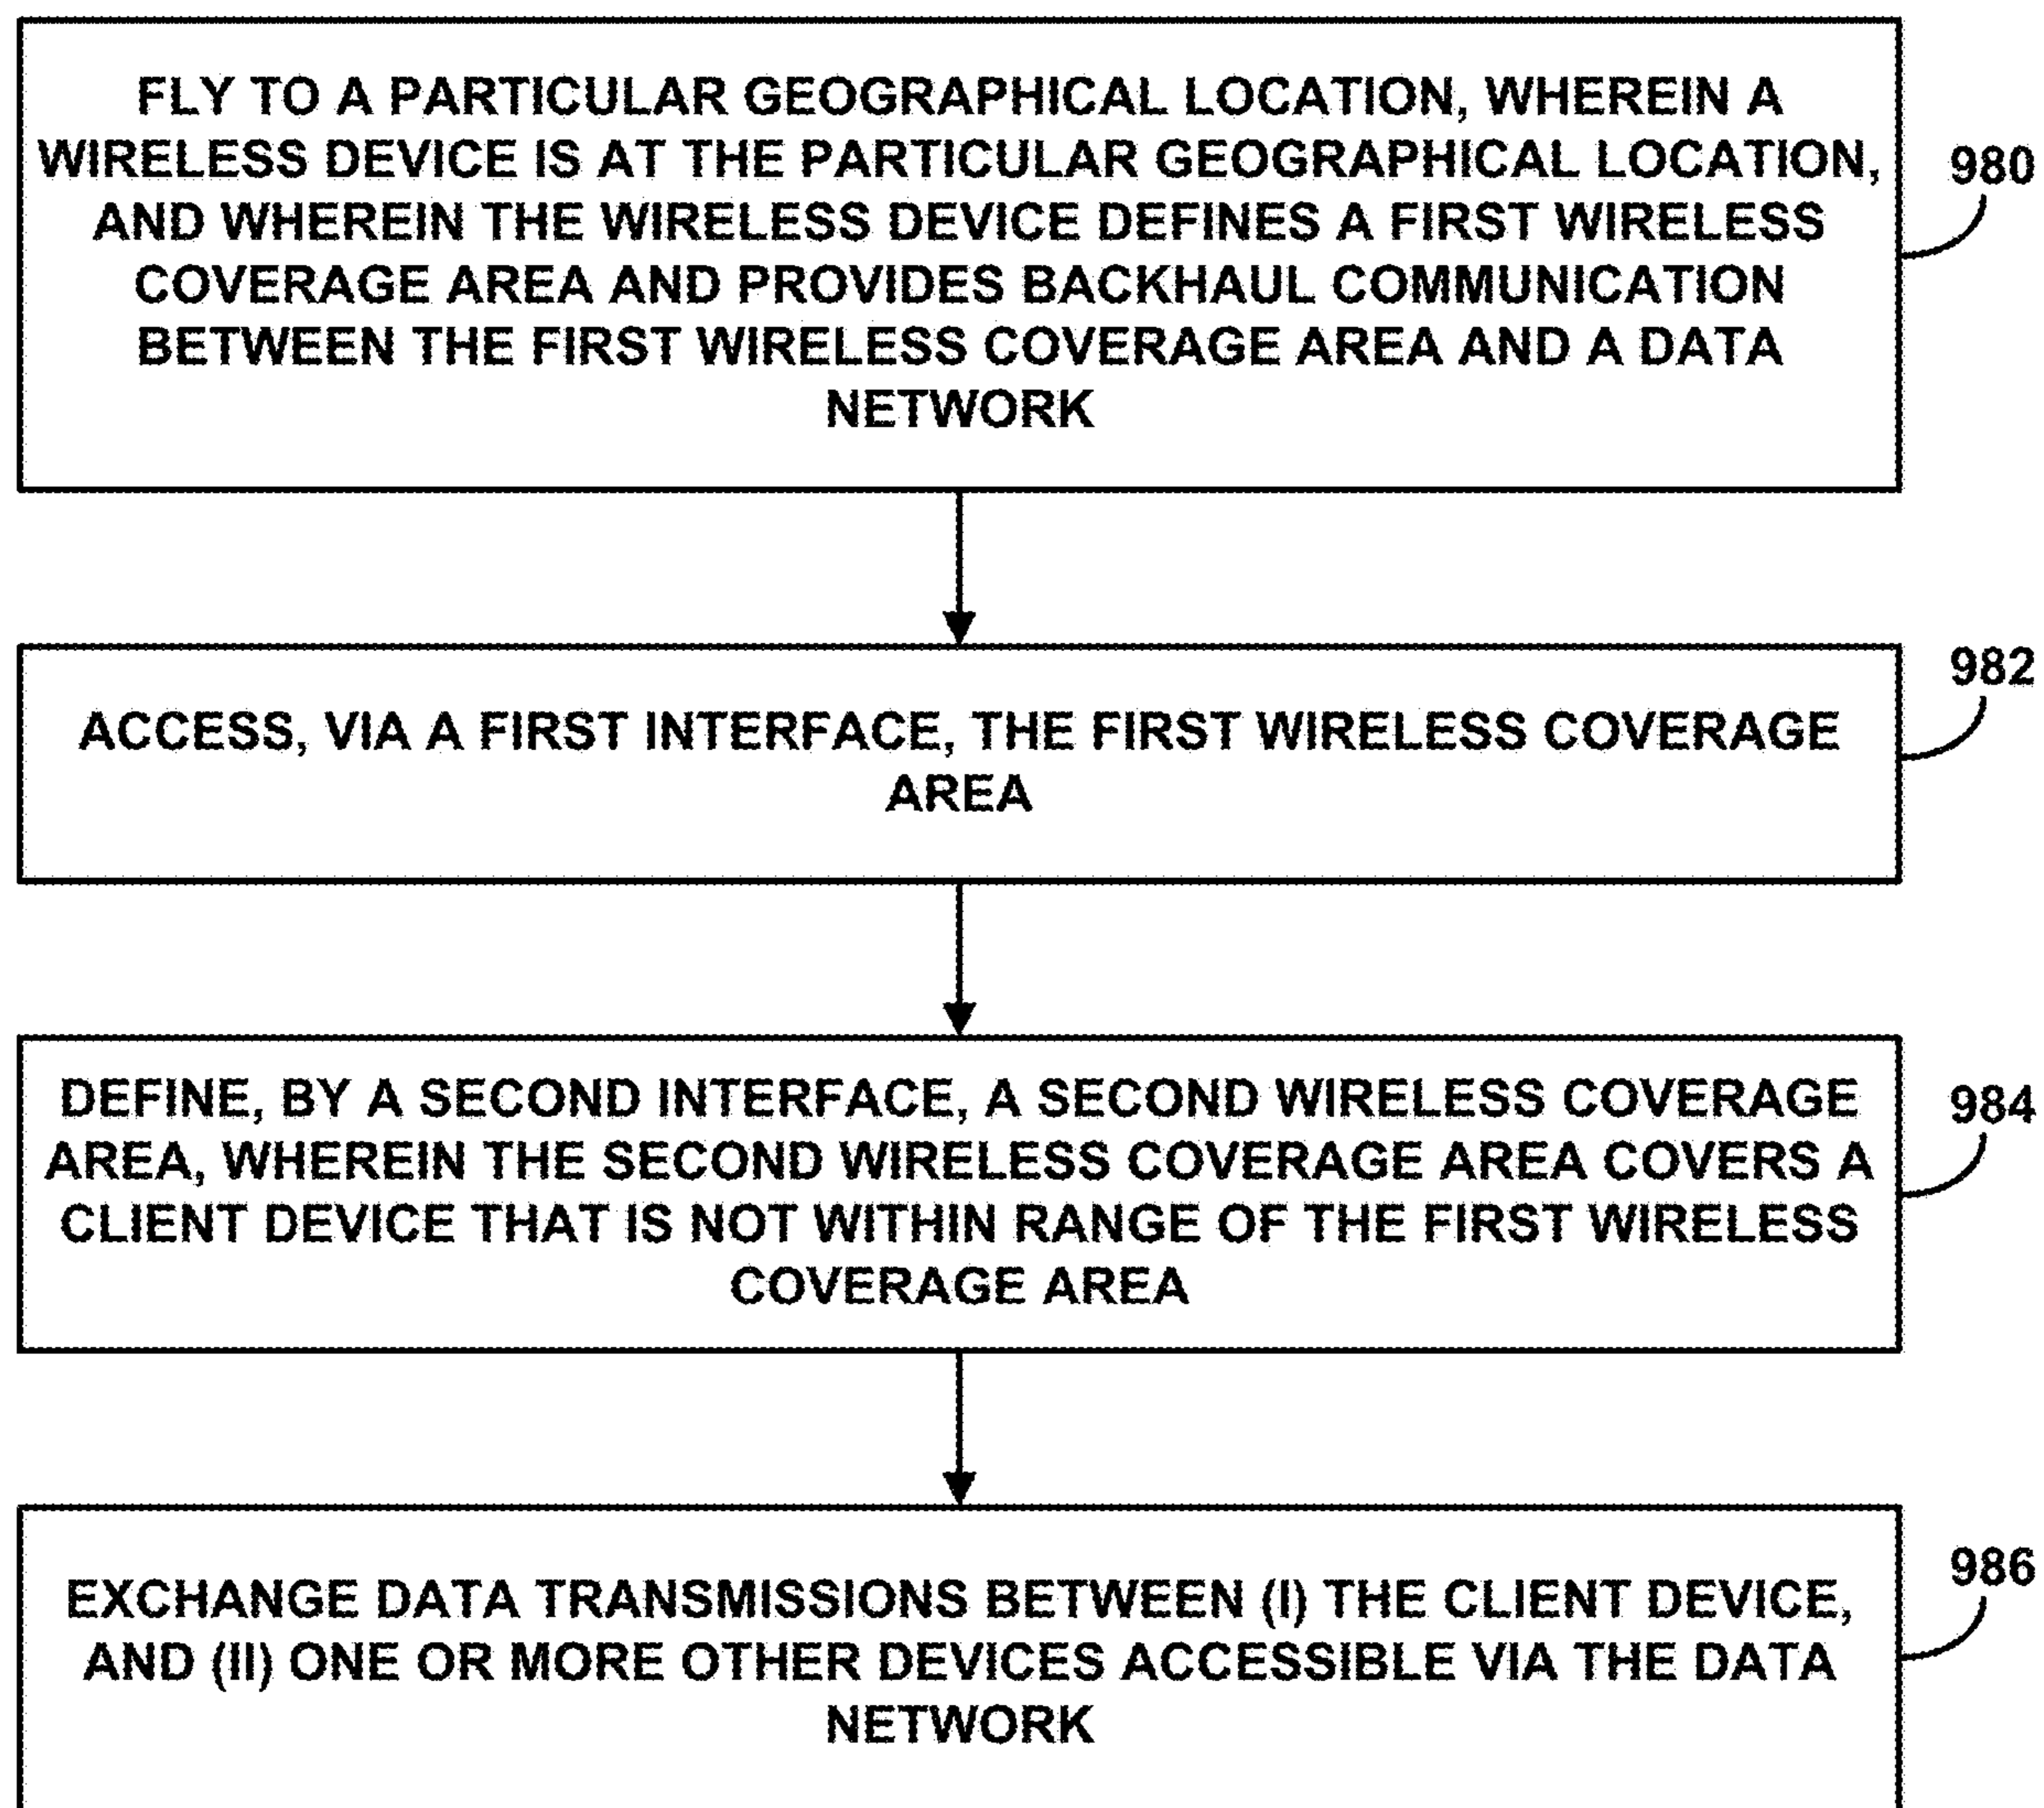 FLY TO A PARTICULAR GEOGRAPHICAL LOCATION, WHEREIN A
WIRELESS DEVICE IS AT THE PARTICULAR GEOGRAPHICAL LOCATION,
AND WHEREIN THE WIRELESS DEVICE DEFINES A FIRST WIRELESS
COVERAGE AREA AND PROVIDES BACKHAUL COMMUNICATION
BETWEEN THE FIRST WIRELESS COVERAGE AREA AND A DATA
NETWORK
980
ACCESS, VIA A FIRST INTERFACE, THE FIRST WIRELESS COVERAGE
AREA
982
DEFINE, BY A SECOND INTERFACE, A SECOND WIRELESS COVERAGE
AREA, WHEREIN THE SECOND WIRELESS COVERAGE AREA COVERS A
CLIENT DEVICE THAT IS NOT WITHIN RANGE OF THE FIRST WIRELESS
COVERAGE AREA
984
EXCHANGE DATA TRANSMISSIONS BETWEEN (I) THE CLIENT DEVICE,
AND (II) ONE OR MORE OTHER DEVICES ACCESSIBLE VIA THE DATA
NETWORK
986